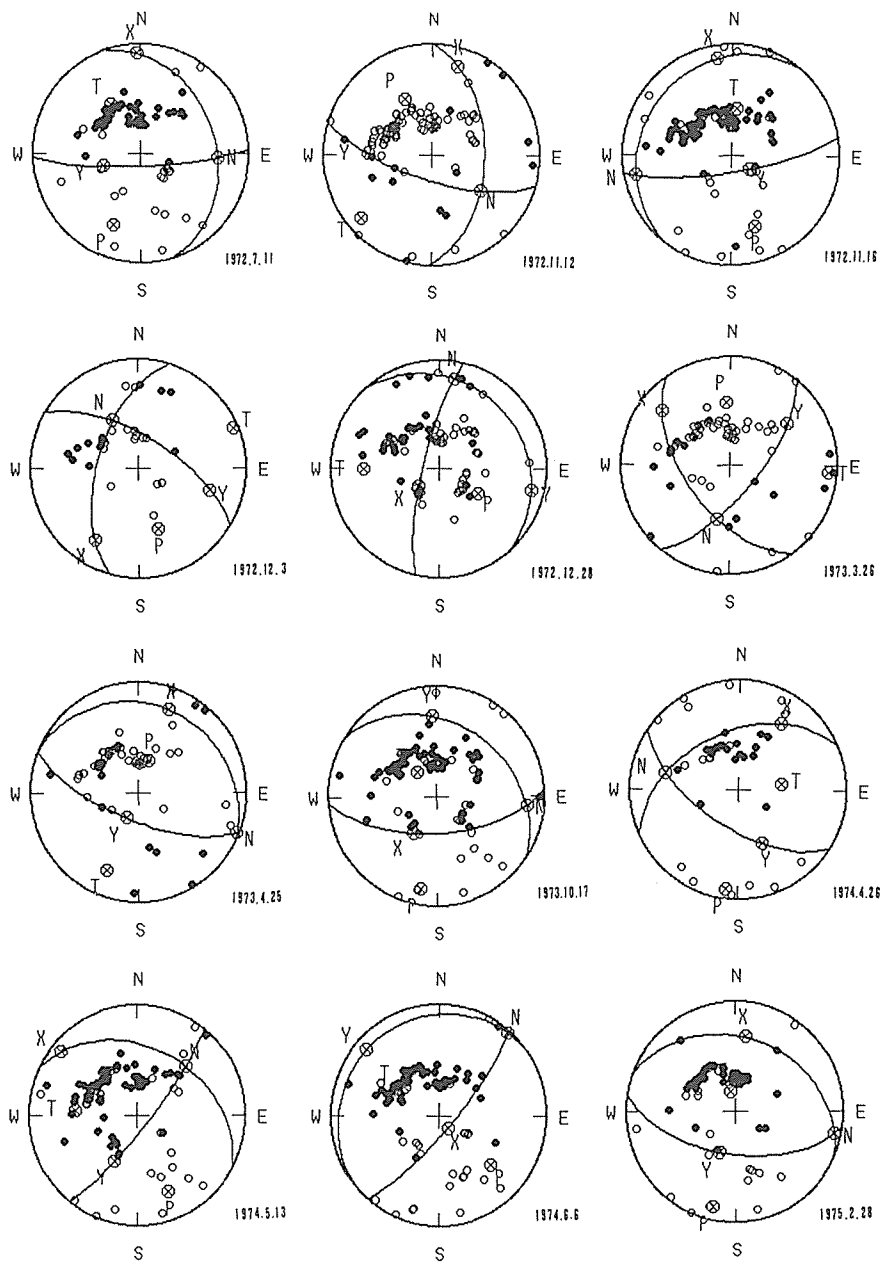 N
X
T
W
Y
N
E
P
1972.7.11
S
N
X
P
W
Y
N
E
T
1972.11.12
S
N
X
T
W
N
Y
E
P
1972.11.16
S
N
N
T
W
E
Y
X
P
1972.12.3
S
N
N
W
T
E
X
P
Y
1972.12.28
S
N
P
X
Y
W
T
E
N
1973.3.26
S
N
X
P
W
E
Y
N
T
1973.4.25
S
N
Y
W
E
N
X
P
1973.10.17
S
N
X
N
T
W
E
Y
P
1974.4.26
S
N
X
N
T
W
E
Y
P
1974.5.13
S
N
N
Y
T
W
E
X
P
1974.6.6
S
N
X
W
E
N
Y
P
1975.2.28
S